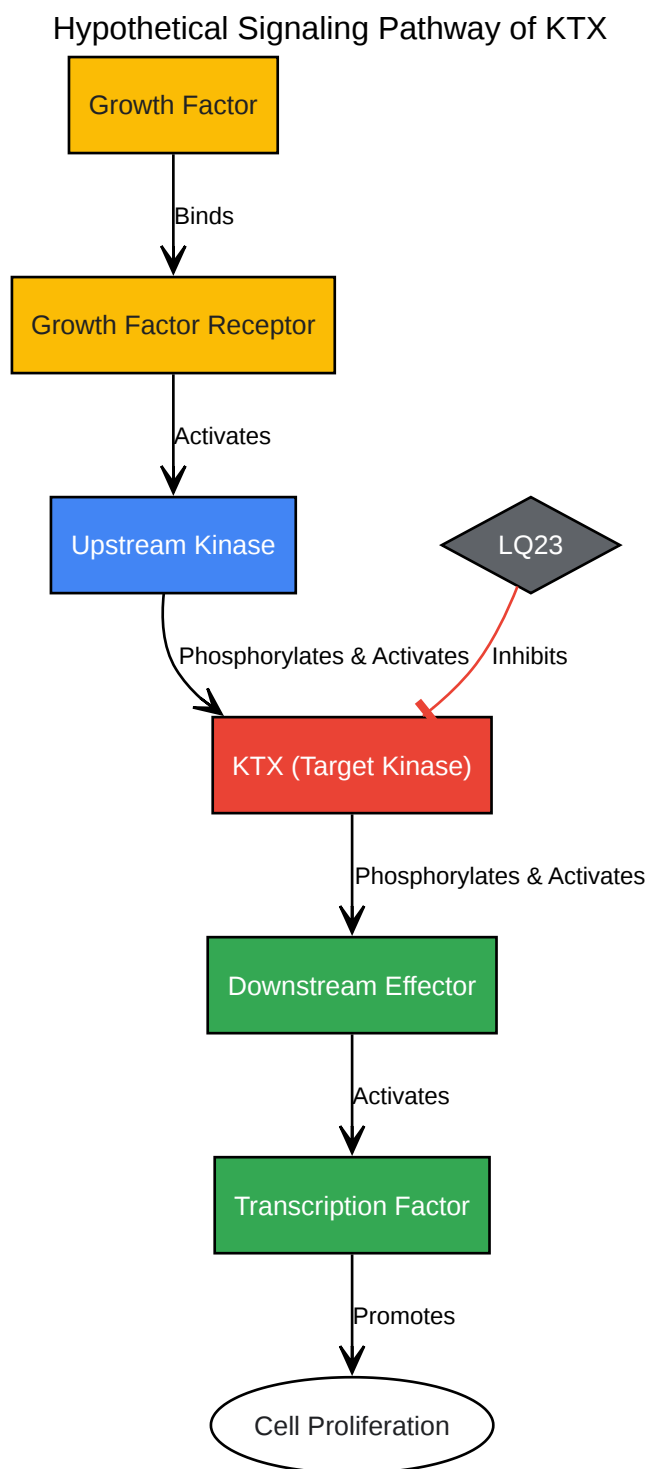 Hypothetical Signaling Pathway of KTX
Growth Factor
Binds
Growth Factor Receptor
Activates
Upstream Kinase
LQ23
Phosphorylates & Activates
Inhibits
KTX (Target Kinase)
Phosphorylates & Activates
Downstream Effector
Activates
Transcription Factor
Promotes
Cell Proliferation